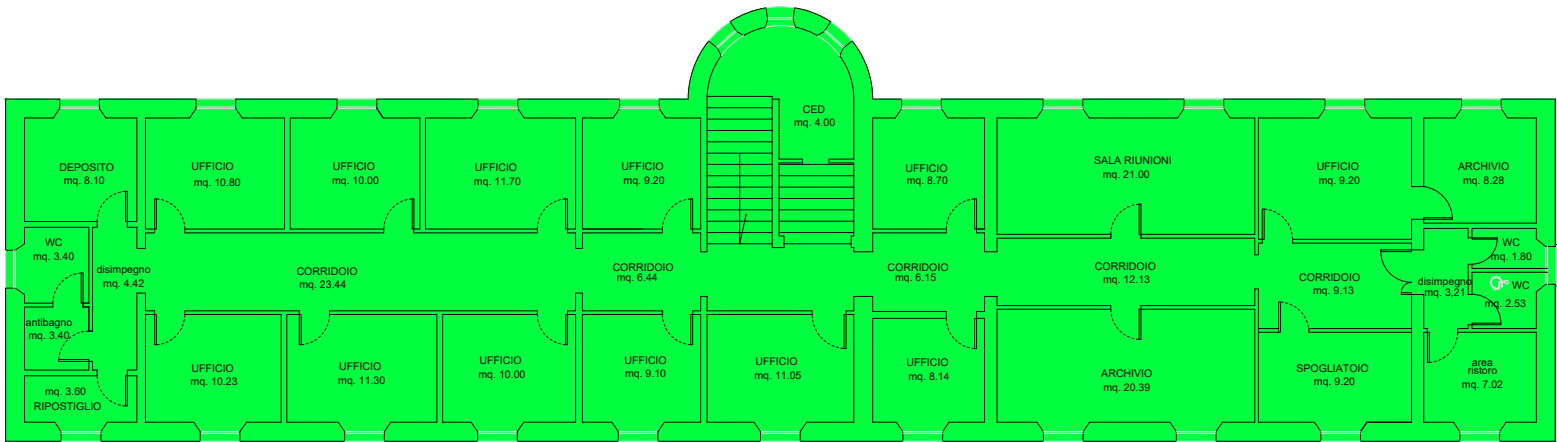 CED
mq. 4.00
DEPOSITO
mq. 8.10
UFFICIO
mq. 10.80
UFFICIO
mq. 10.00
UFFICIO
mq. 11.70
UFFICIO
mq. 9.20
UFFICIO
mq. 8.70
SALA RIUNIONI
mq. 21.00
UFFICIO
mq. 9.20
ARCHIVIO
mq. 8.28
WC
mq. 3.40
disimpegno
mq. 4.42
CORRIDOIO
mq. 23.44
CORRIDOIO
mq. 6.44
CORRIDOIO
mq. 6.15
CORRIDOIO
mq. 12.13
CORRIDOIO
mq. 9.13
disimpegno
mq. 3,21
WC
mq. 1.80
WC
mq. 2.53
antibagno
mq. 3.40
mq. 3.60
RIPOSTIGLIO
UFFICIO
mq. 10.23
UFFICIO
mq. 11.30
UFFICIO
mq. 10.00
UFFICIO
mq. 9.10
UFFICIO
mq. 11.05
UFFICIO
mq. 8.14
ARCHIVIO
mq. 20.39
SPOGLIATOIO
mq. 9.20
area
ristoro
mq. 7.02